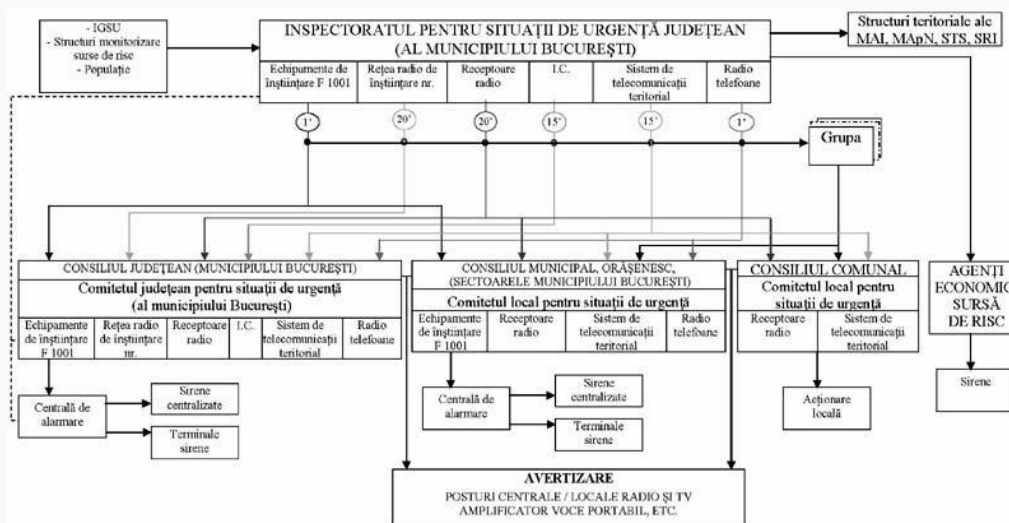 - IGSU
- Structuri monitorizare
surse de risc
- Populație
INSPECTORATUL PENTRU SITUAȚII DE URGENȚĂ JUDEȚEAN
(AL MUNICIPIULUI BUCUREȘTI)
Structuri teritoriale ale
MAI, MApN, STS, SRI
Echipamente de
înștiințare F 1001
Rețea radio de
înștiințare nr.
Receptoare
radio
I.C.
Sistem de
telecomunicații
teritorial
Radio
telefoane
1’
20’
20’
15’
15’
1’
Grupa
CONSILIUL JUDEȚEAN (MUNICIPIULUI BUCUREȘTI)
Comitetul județean pentru situații de urgență
(al municipiului București)
Echipamente
de înștiințare
F 1001
Rețea radio
de înștiințare
nr.
Receptoare
radio
I.C.
Sistem de
telecomunicații
teritorial
Radio
telefoane
CONSILIUL MUNICIPAL, ORĂȘENESC,
(SECTOARELE MUNICIPIULUI BUCUREȘTI)
Comitetul local pentru situații de urgență
Echipamente
de înștiințare
F 1001
Receptoare
radio
Sistem de
telecomunicații
teritorial
Radio
telefoane
CONSILIUL COMUNAL
Comitetul local pentru
situații de urgență
Receptoare
radio
Sistem de
telecomunicații
teritorial
AGENȚI
ECONOMIC
SURSĂ
DE RISC
Centrală de
alarmare
Sirene
centralizate
Terminale
sirene
Centrală de
alarmare
Sirene
centralizate
Terminale
sirene
Acționare
locală
Sirene
AVERTIZARE
POSTURI CENTRALE / LOCALE RADIO ȘI TV
AMPLIFICATOR VOCE PORTABIL, ETC.